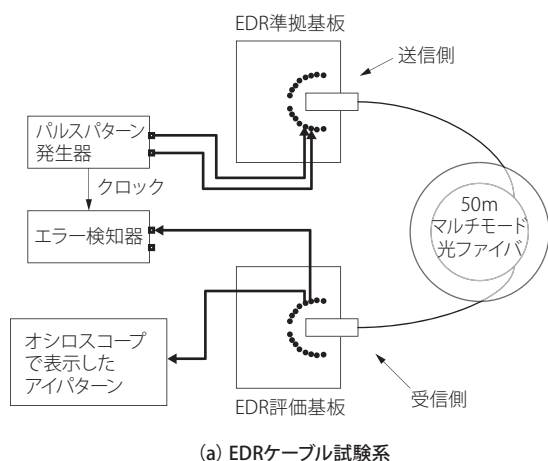 EDR準拠基板
送信側
パルスパターン
発生器
クロック
エラー検知器
50m
マルチモード
光ファイバ
オシロスコープ
で表示した
アイパターン
EDR評価基板
受信側
(a) EDRケーブル試験系